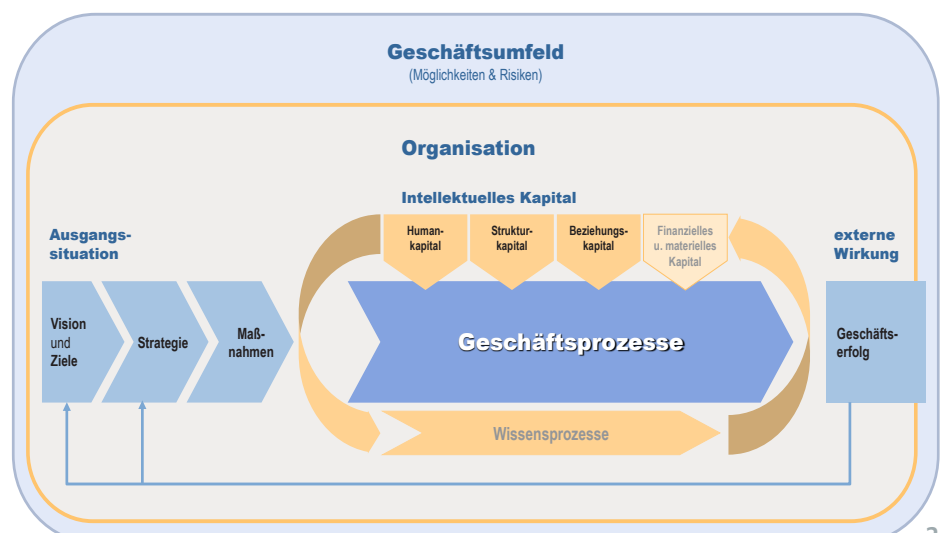 Geschäftsumfeld
(Möglichkeiten & Risiken)
Organisation
Intellektuelles Kapital
Ausgangs-
situation
Human-
kapital
Struktur-
kapital
Beziehungs-
kapital
Finanzielles
u. materielles
Kapital
externe
Wirkung
Vision
und
Ziele
Strategie
Maß-
nahmen
Geschäftsprozesse
Geschäfts-
erfolg
Wissensprozesse